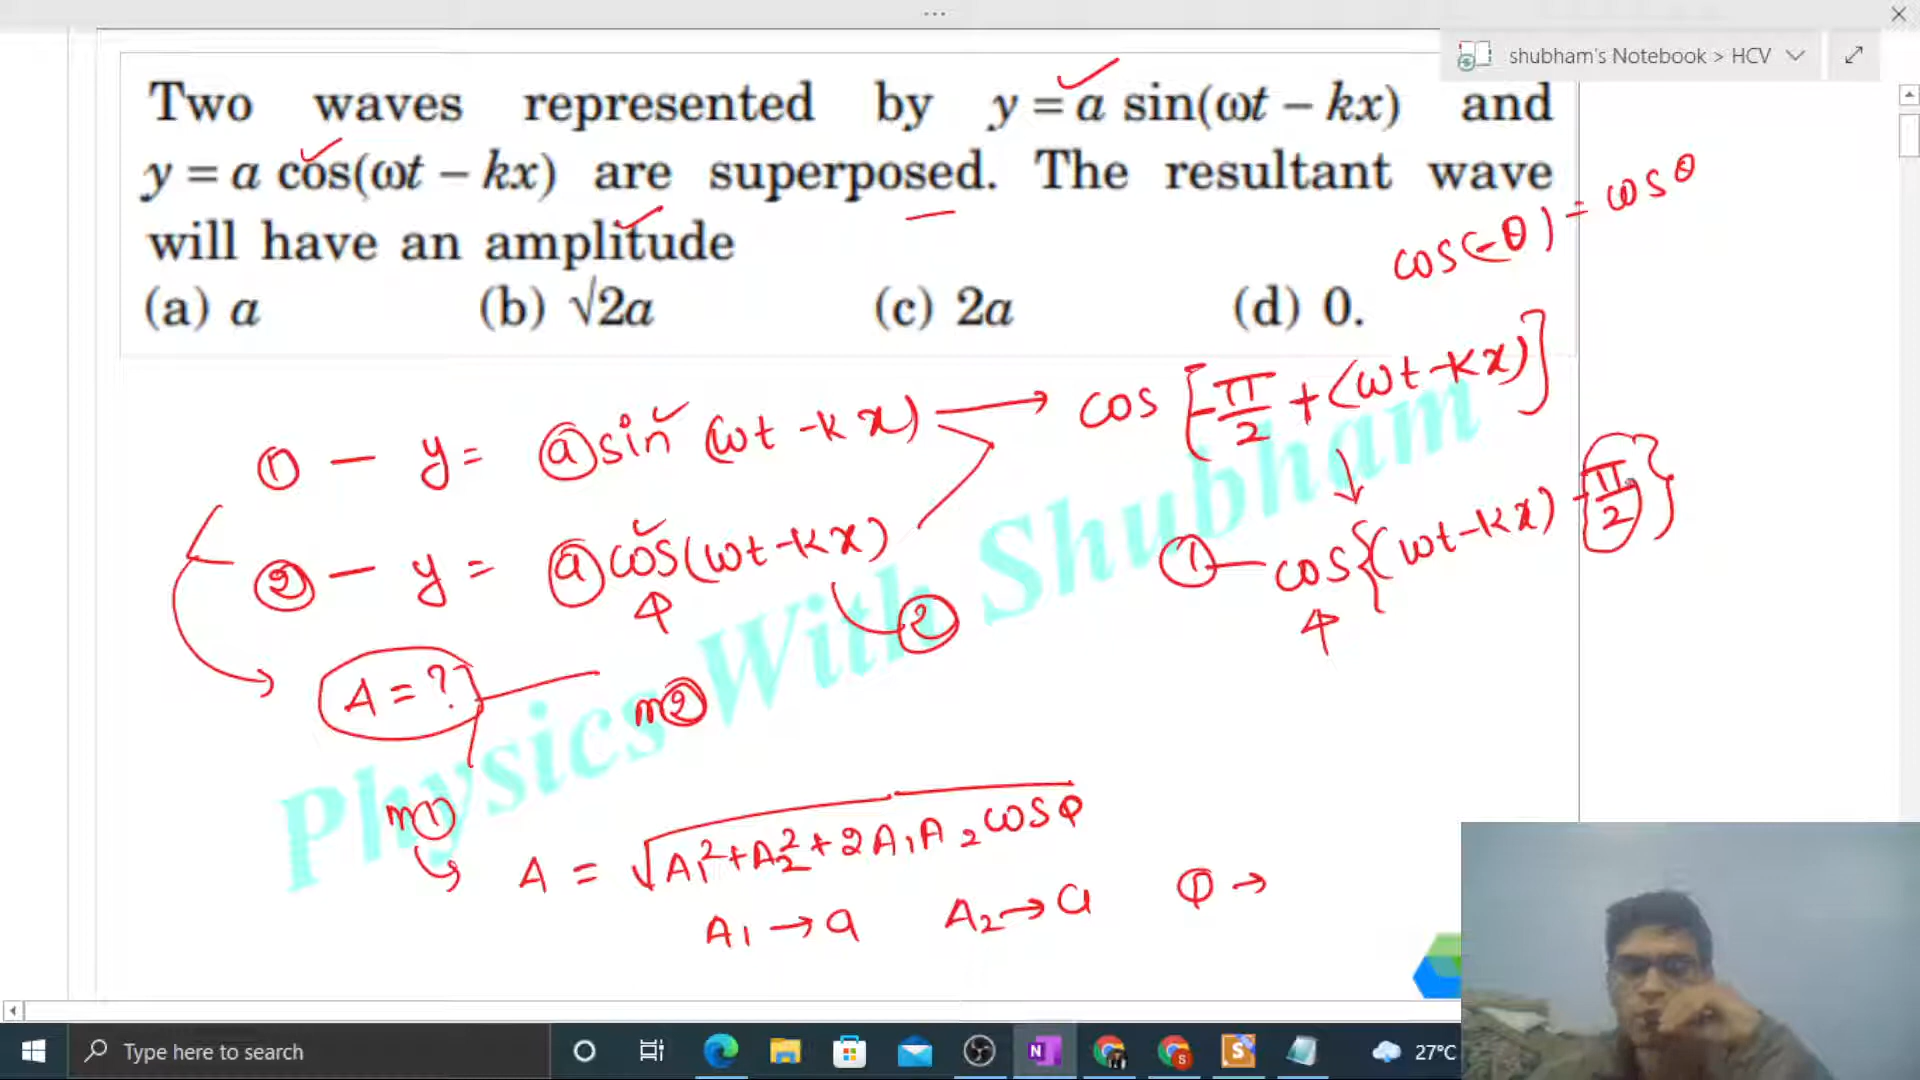 shubham's Notebook > HCV
Two waves represented by y = a sin(ωt − kx) and
y = a cos(ωt − kx) are superposed. The resultant wave
will have an amplitude
(a) a (b) √2a (c) 2a (d) 0.
cos(-θ) = cos θ
① — y = a sin (ωt - kx) → cos [-π/2 + (ωt - kx)]
② — y = a cos(ωt - kx)
②
① — cos{(ωt - kx) - π/2}
A = ?
m②
m①
A = √A₁² + A₂² + 2A₁A₂ cos φ
A₁ → a A₂ → a φ →
Physics With Shubham
Type here to search
27°C